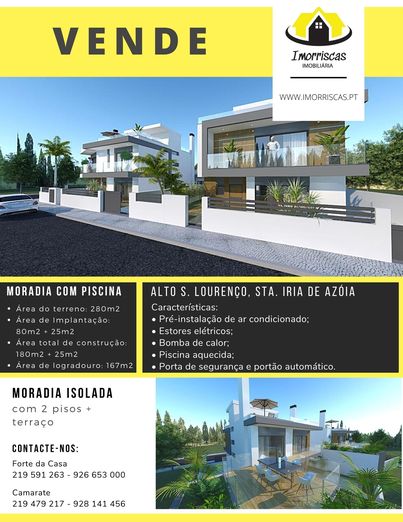 VENDE
Imorriscas
IMOBILIÁRIA
WWW.IMORRISCAS.PT
MORADIA COM PISCINA
• Área do terreno: 280m2
• Área de Implantação:
80m2 + 25m2
• Área total de construção:
180m2 + 25m2
• Área de logradouro: 167m2
ALTO S. LOURENÇO, STA. IRIA DE AZÓIA
Características:
• Pré-instalação de ar condicionado;
• Estores elétricos;
• Bomba de calor;
• Piscina aquecida;
• Porta de segurança e portão automático.
MORADIA ISOLADA
com 2 pisos +
terraço
CONTACTE-NOS:
Forte da Casa
219 591 263 - 926 653 000
Camarate
219 479 217 - 928 141 456